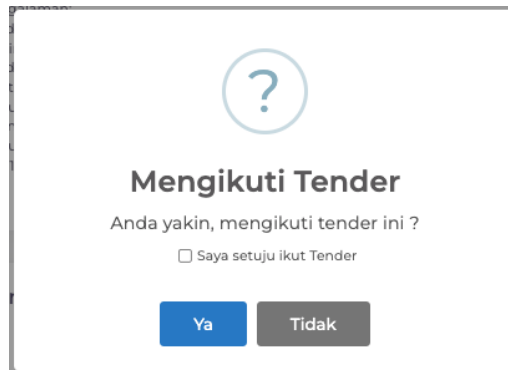 ?
Mengikuti Tender
Anda yakin, mengikuti tender ini ?
Saya setuju ikut Tender
Ya Tidak